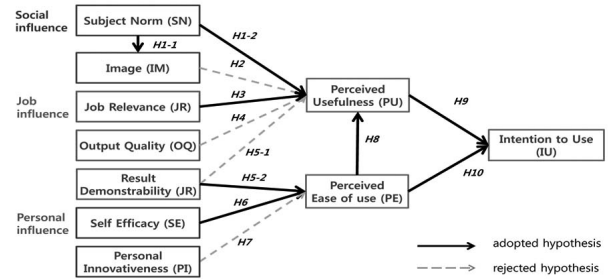 Social
influence
Subject Norm (SN)
H1-1
H1-2
Image (IM)
H2
Job
influence
Job Relevance (JR)
H3
Perceived
Usefulness (PU)
H9
H4
Output Quality (OQ)
H5-1
H8
Intention to Use
(IU)
Result
Demonstrability (JR)
H5-2
Perceived
Ease of use (PE)
H10
Personal
influence
Self Efficacy (SE)
H6
H7
Personal
Innovativeness (PI)
adopted hypothesis
rejected hypothesis